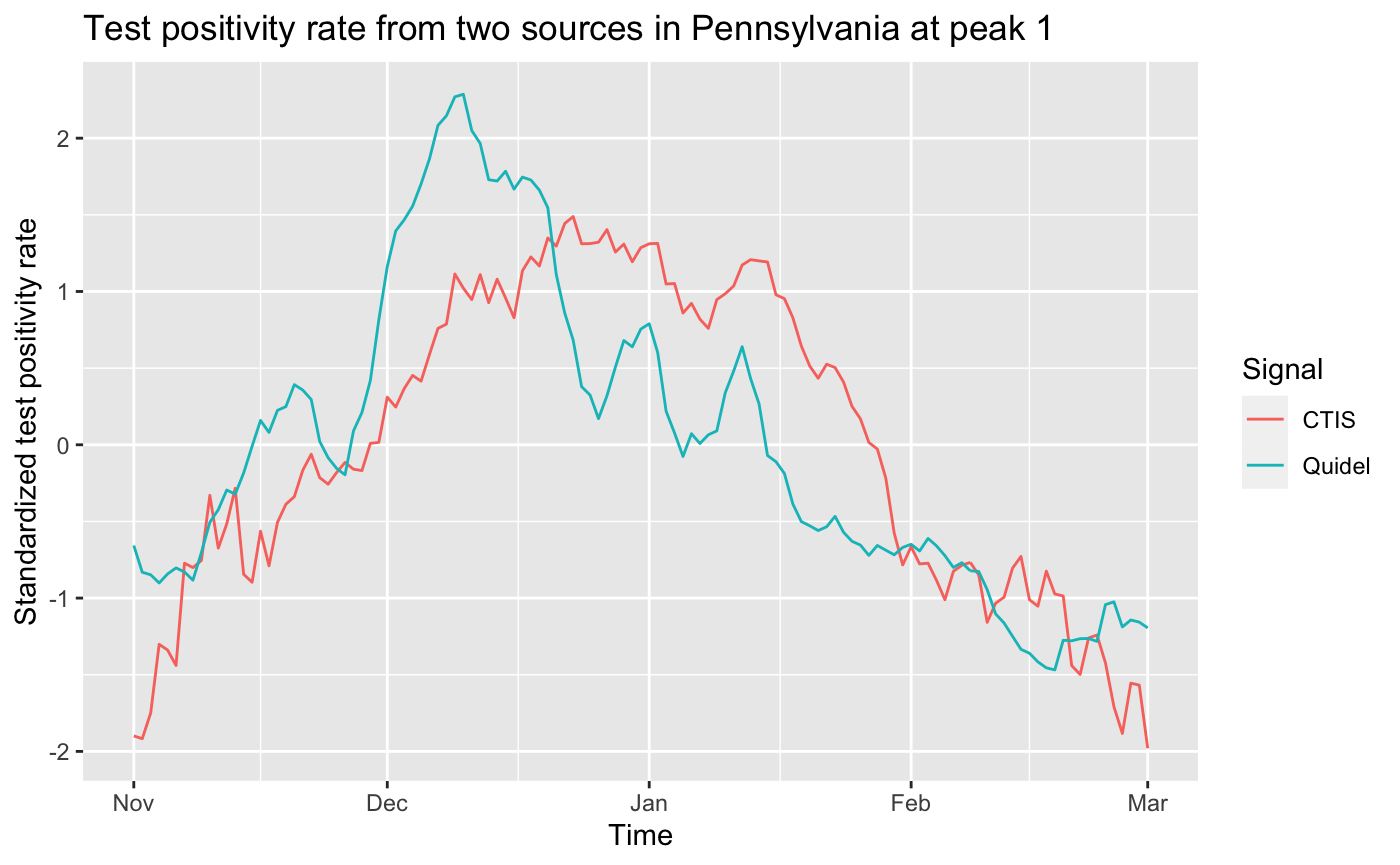 Test positivity rate from two sources in Pennsylvania at peak 1
Standardized test positivity rate
2
1
0
-1
-2
Nov
Dec
Jan
Feb
Mar
Time
Signal
CTIS
Quidel